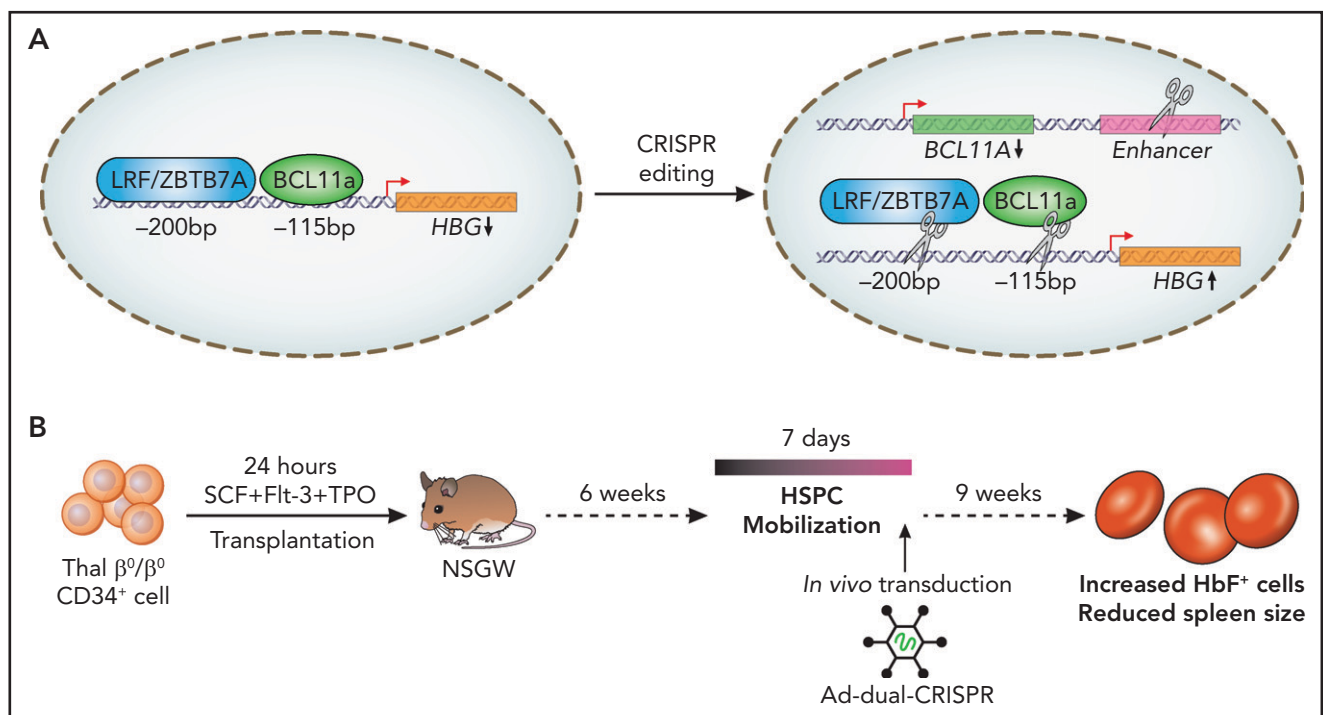 A
LRF/ZBTB7A
BCL11a
–200bp
–115bp
HBG↓
CRISPR
editing
BCL11A↓
Enhancer
LRF/ZBTB7A
BCL11a
–200bp
–115bp
HBG↑
B
Thal β⁰/β⁰
CD34⁺ cell
24 hours
SCF+Flt-3+TPO
Transplantation
NSGW
6 weeks
7 days
HSPC
Mobilization
In vivo transduction
Ad-dual-CRISPR
9 weeks
Increased HbF⁺ cells
Reduced spleen size